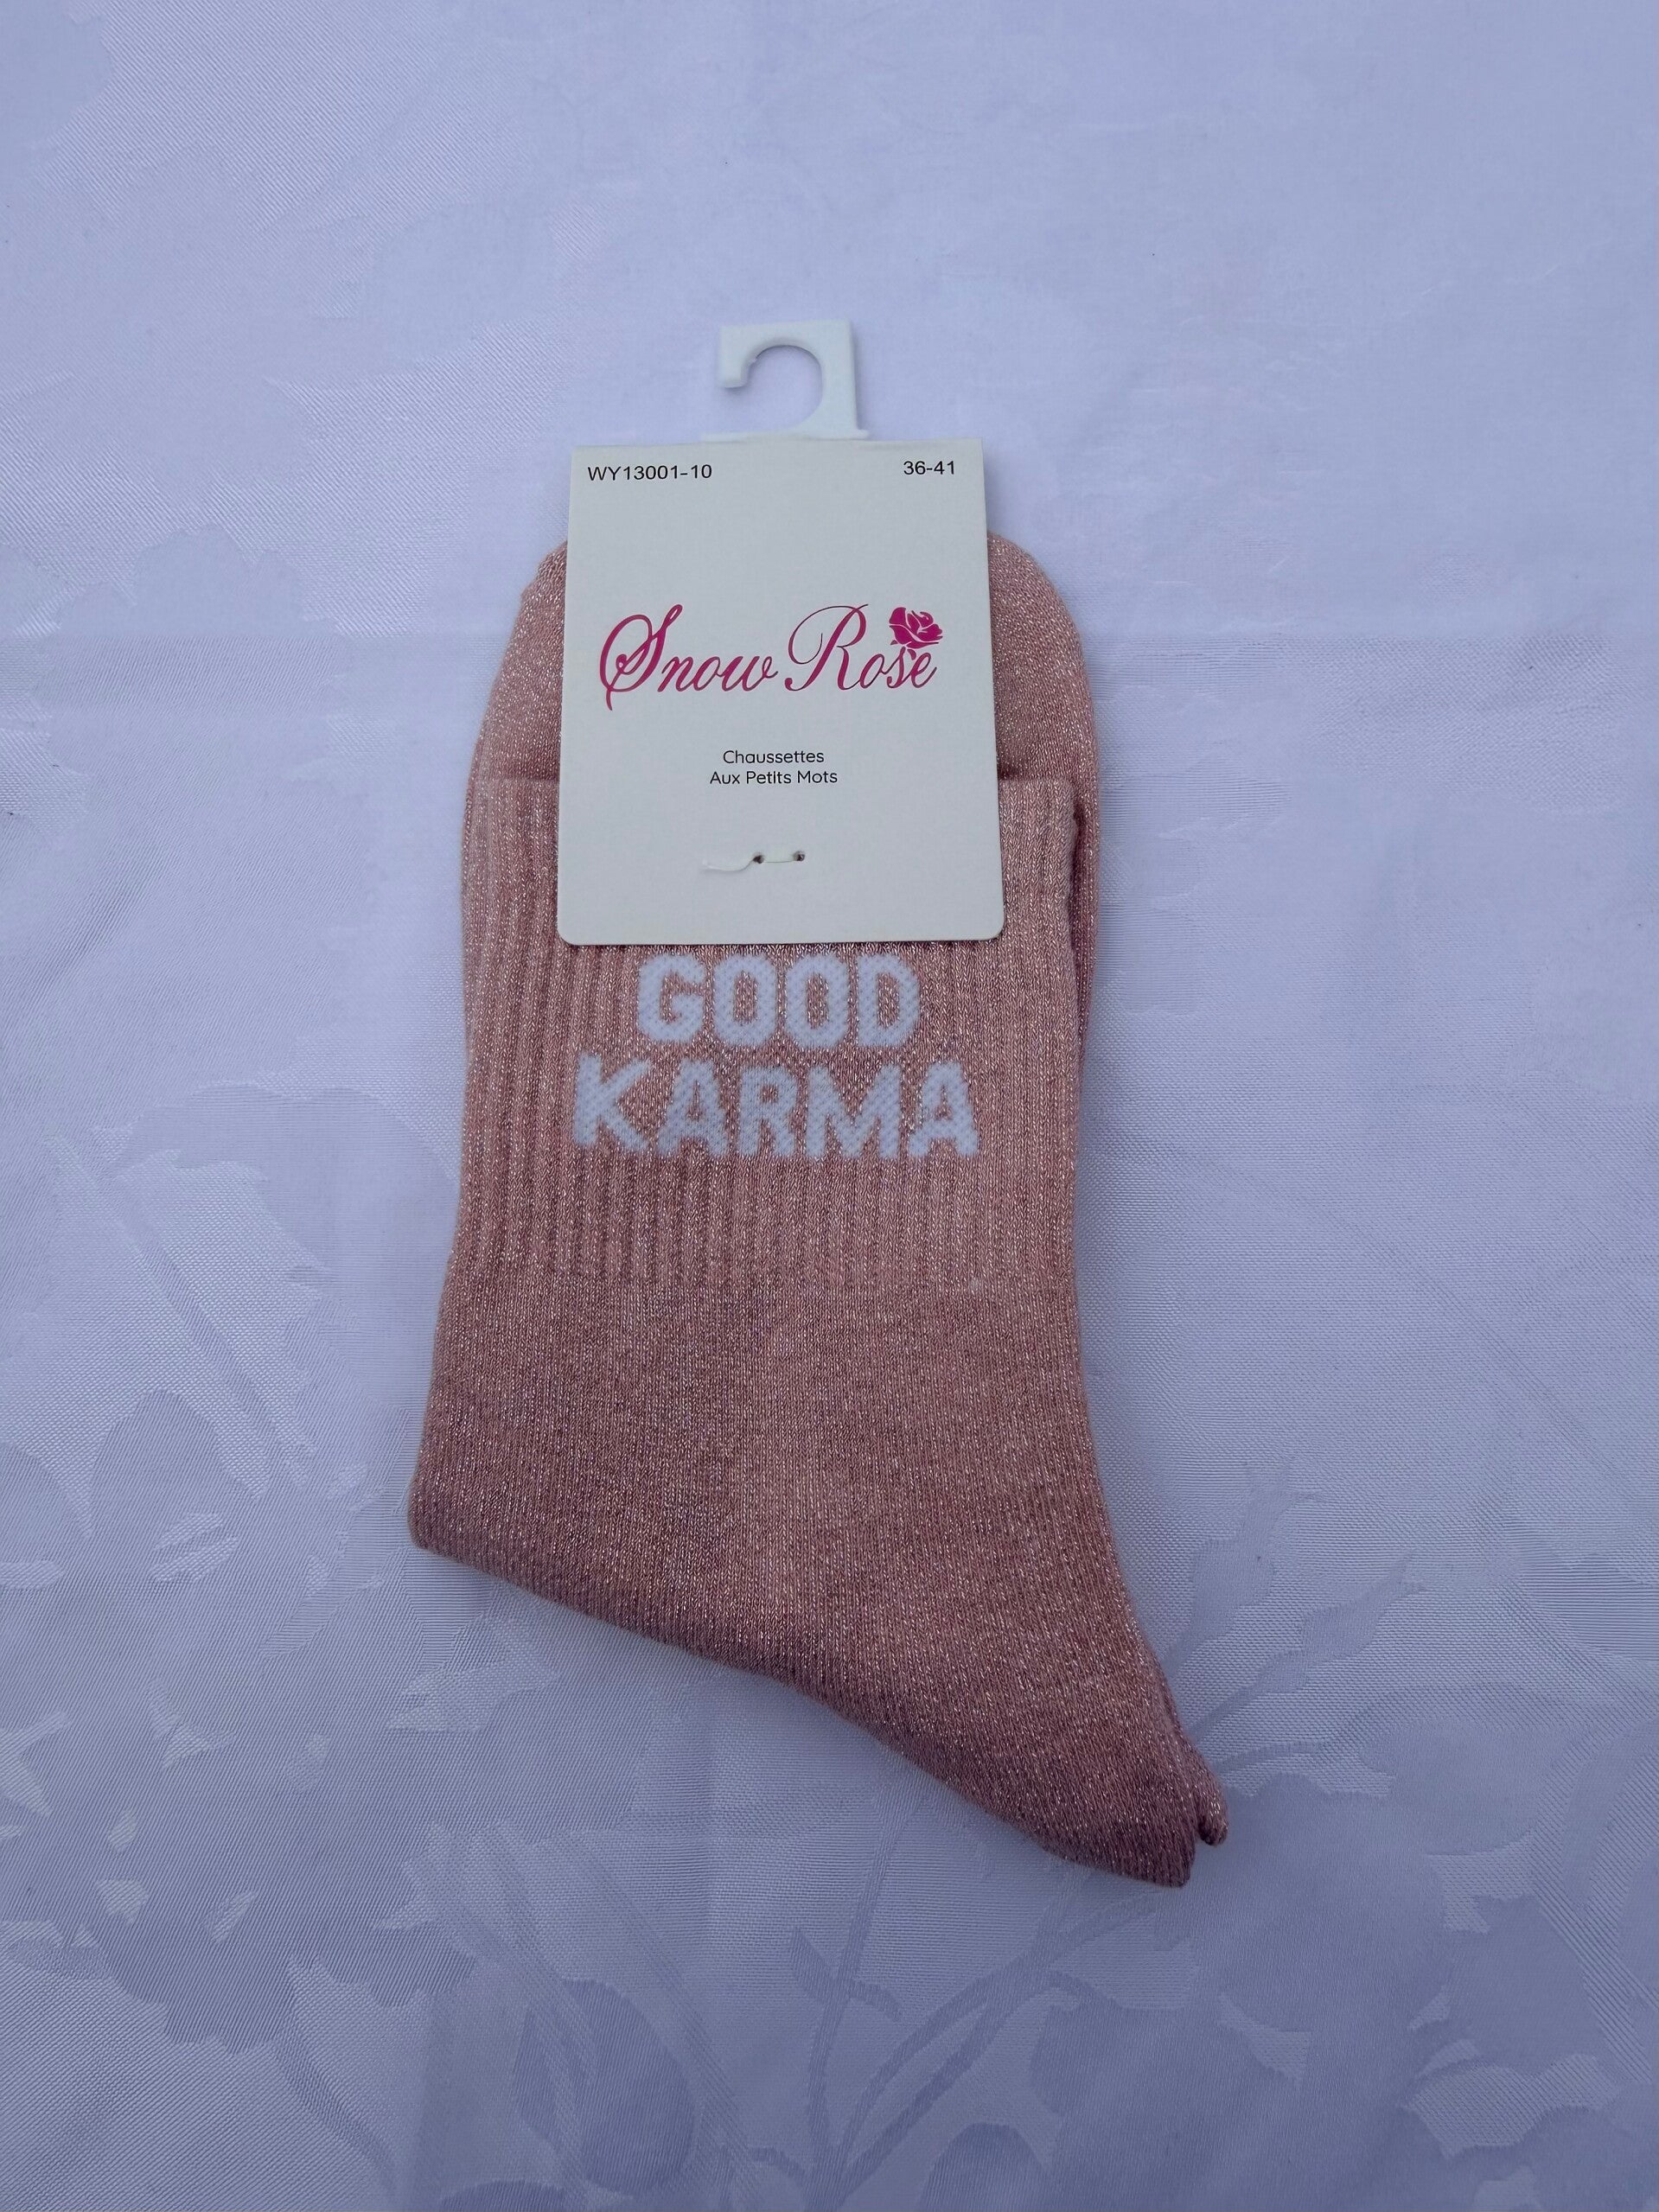 WY13001-10 36-41
Snow Rose
Chaussettes
Aux Petits Mots
GOOD
KARMA